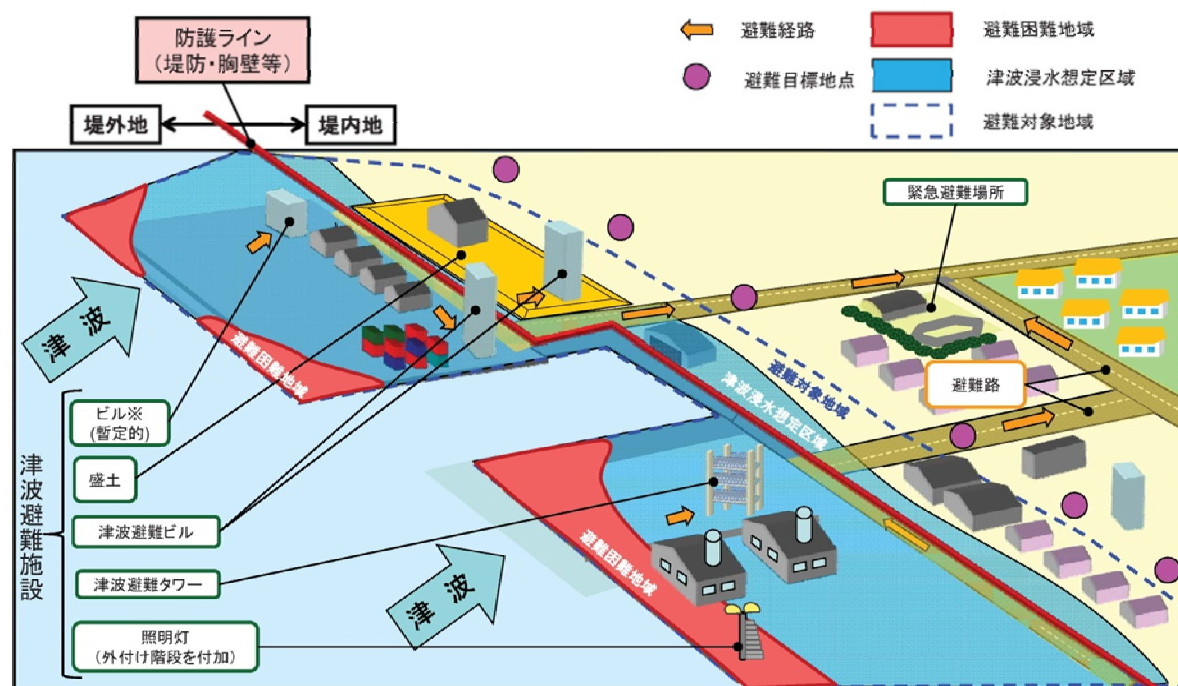 防護ライン
（堤防・胸壁等）
堤外地
堤内地
避難経路
避難目標地点
避難困難地域
津波浸水想定区域
避難対象地域
緊急避難場所
津波
避難困難地域
避難対象地域
津波浸水想定区域
避難路
津波避難施設
ビル※
(暫定的)
盛土
津波避難ビル
津波避難タワー
照明灯
（外付け階段を付加）
津波
避難困難地域